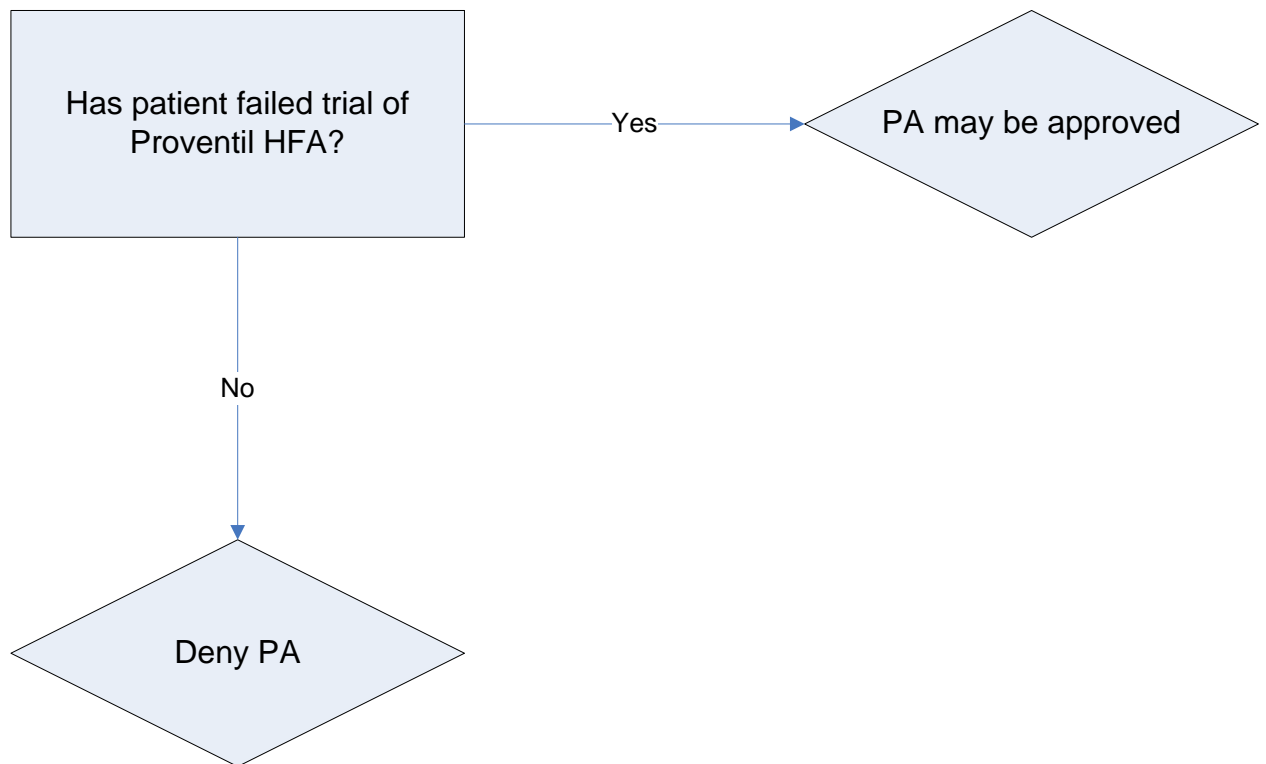 Has patient failed trial of
Proventil HFA?
Yes
PA may be approved
No
Deny PA